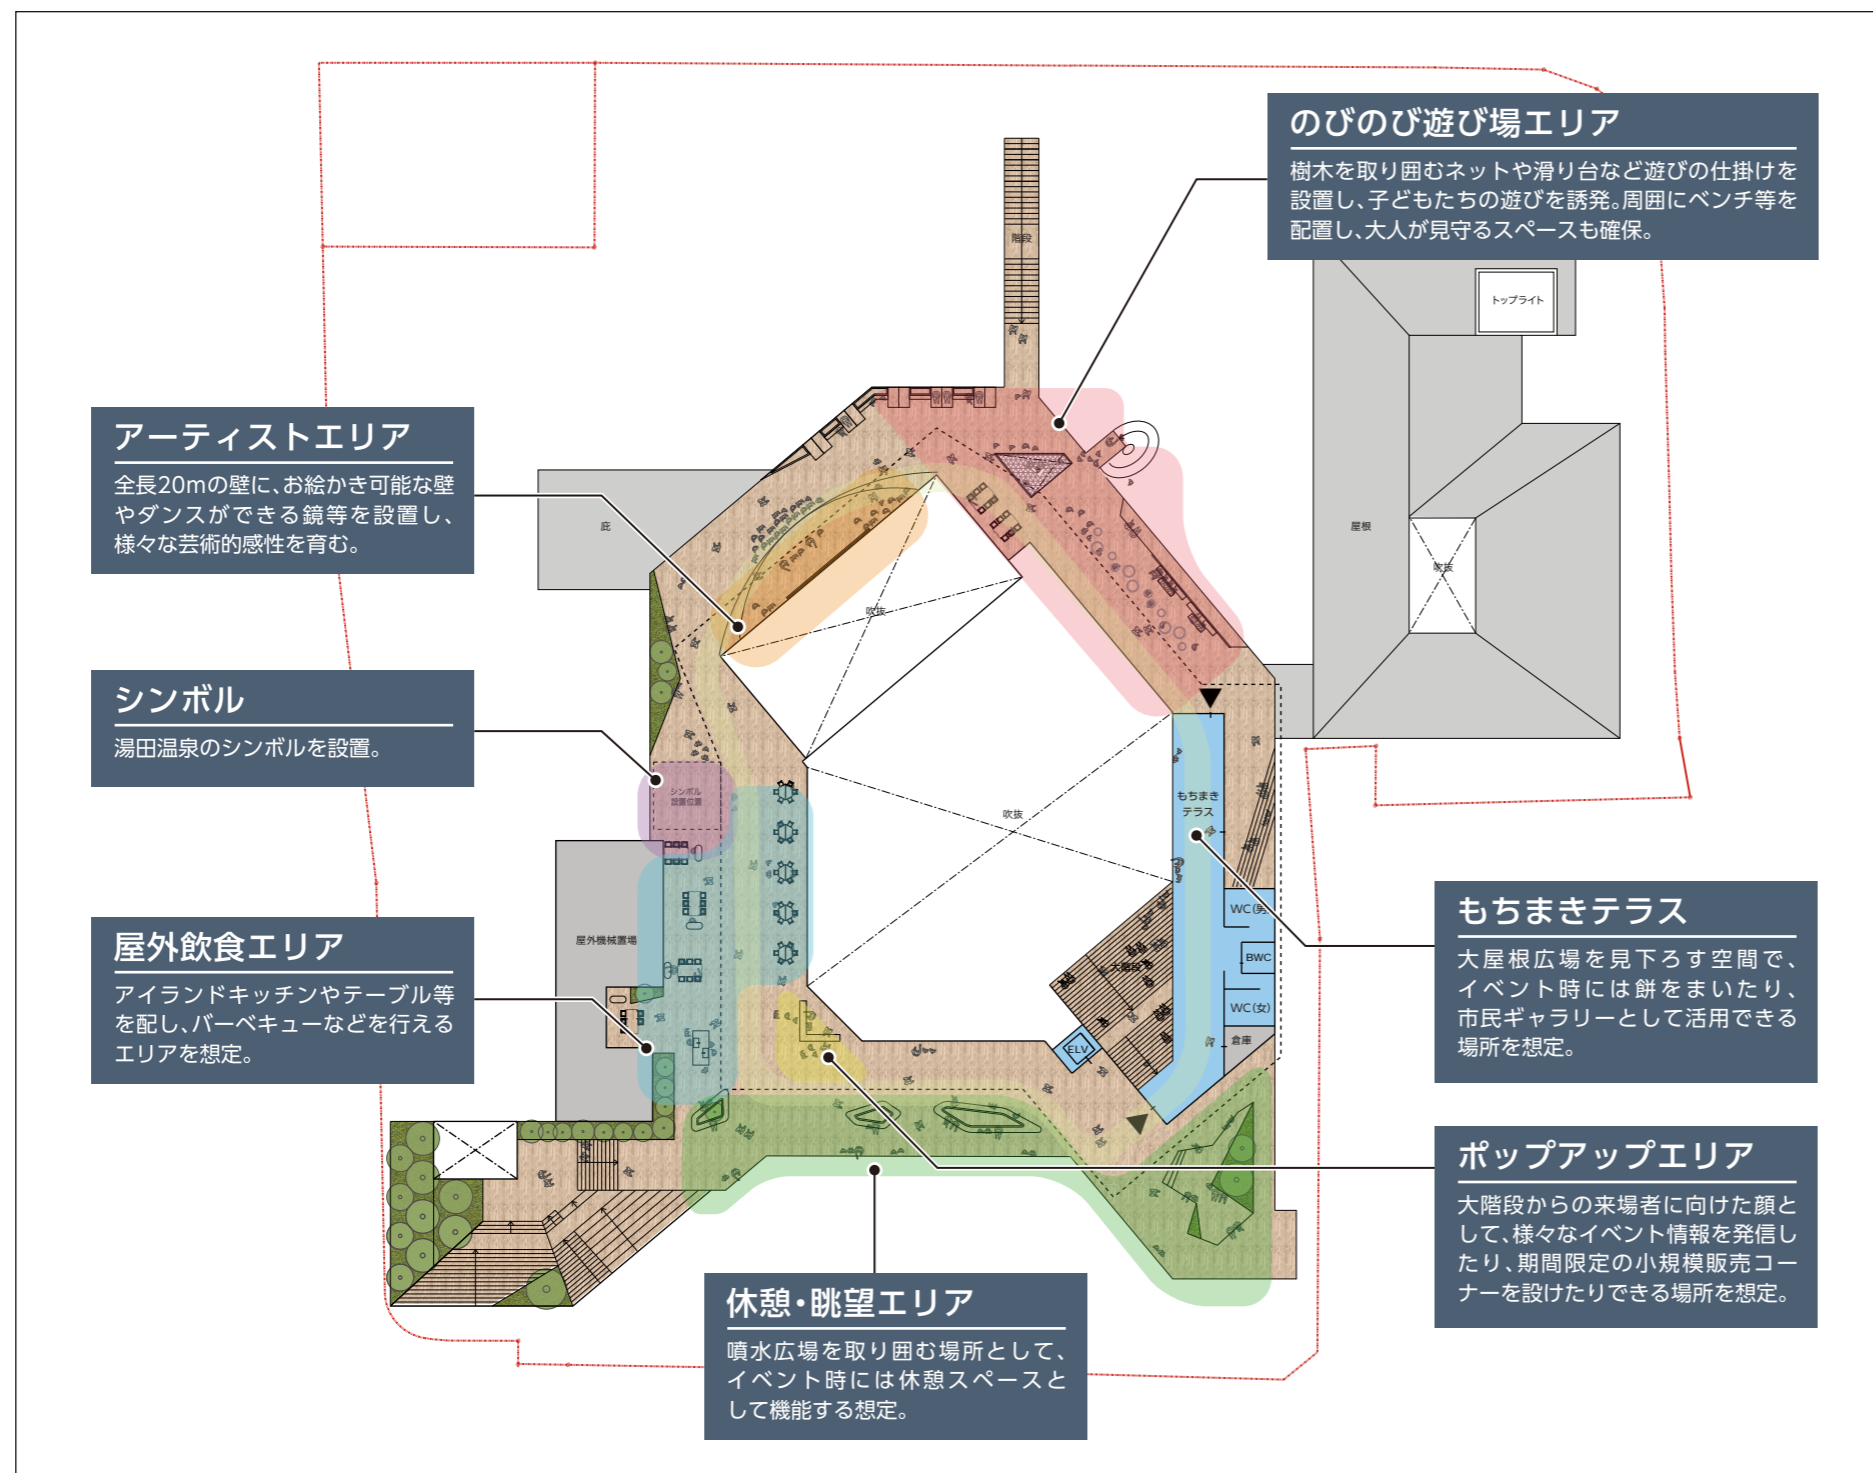 のびのび遊び場エリア
樹木を取り囲むネットや滑り台など遊びの仕掛けを
設置し、子どもたちの遊びを誘発。周囲にベンチ等を
配置し、大人が見守るスペースも確保。
階段
トップライト
アーティストエリア
全長20mの壁に、お絵かき可能な壁
やダンスができる鏡等を設置し、
様々な芸術的感性を育む。
庇
屋根
吹抜
吹抜
シンボル
湯田温泉のシンボルを設置。
シンボル
設置位置
吹抜
もちまき
テラス
屋外飲食エリア
アイランドキッチンやテーブル等
を配し、バーベキューなどを行える
エリアを想定。
屋外機械置場
大階段
WC(男)
BWC
WC(女)
倉庫
ELV
もちまきテラス
大屋根広場を見下ろす空間で、
イベント時には餅をまいたり、
市民ギャラリーとして活用できる
場所を想定。
ポップアップエリア
大階段からの来場者に向けた顔と
して、様々なイベント情報を発信し
たり、期間限定の小規模販売コー
ナーを設けたりできる場所を想定。
休憩・眺望エリア
噴水広場を取り囲む場所として、
イベント時には休憩スペースと
して機能する想定。